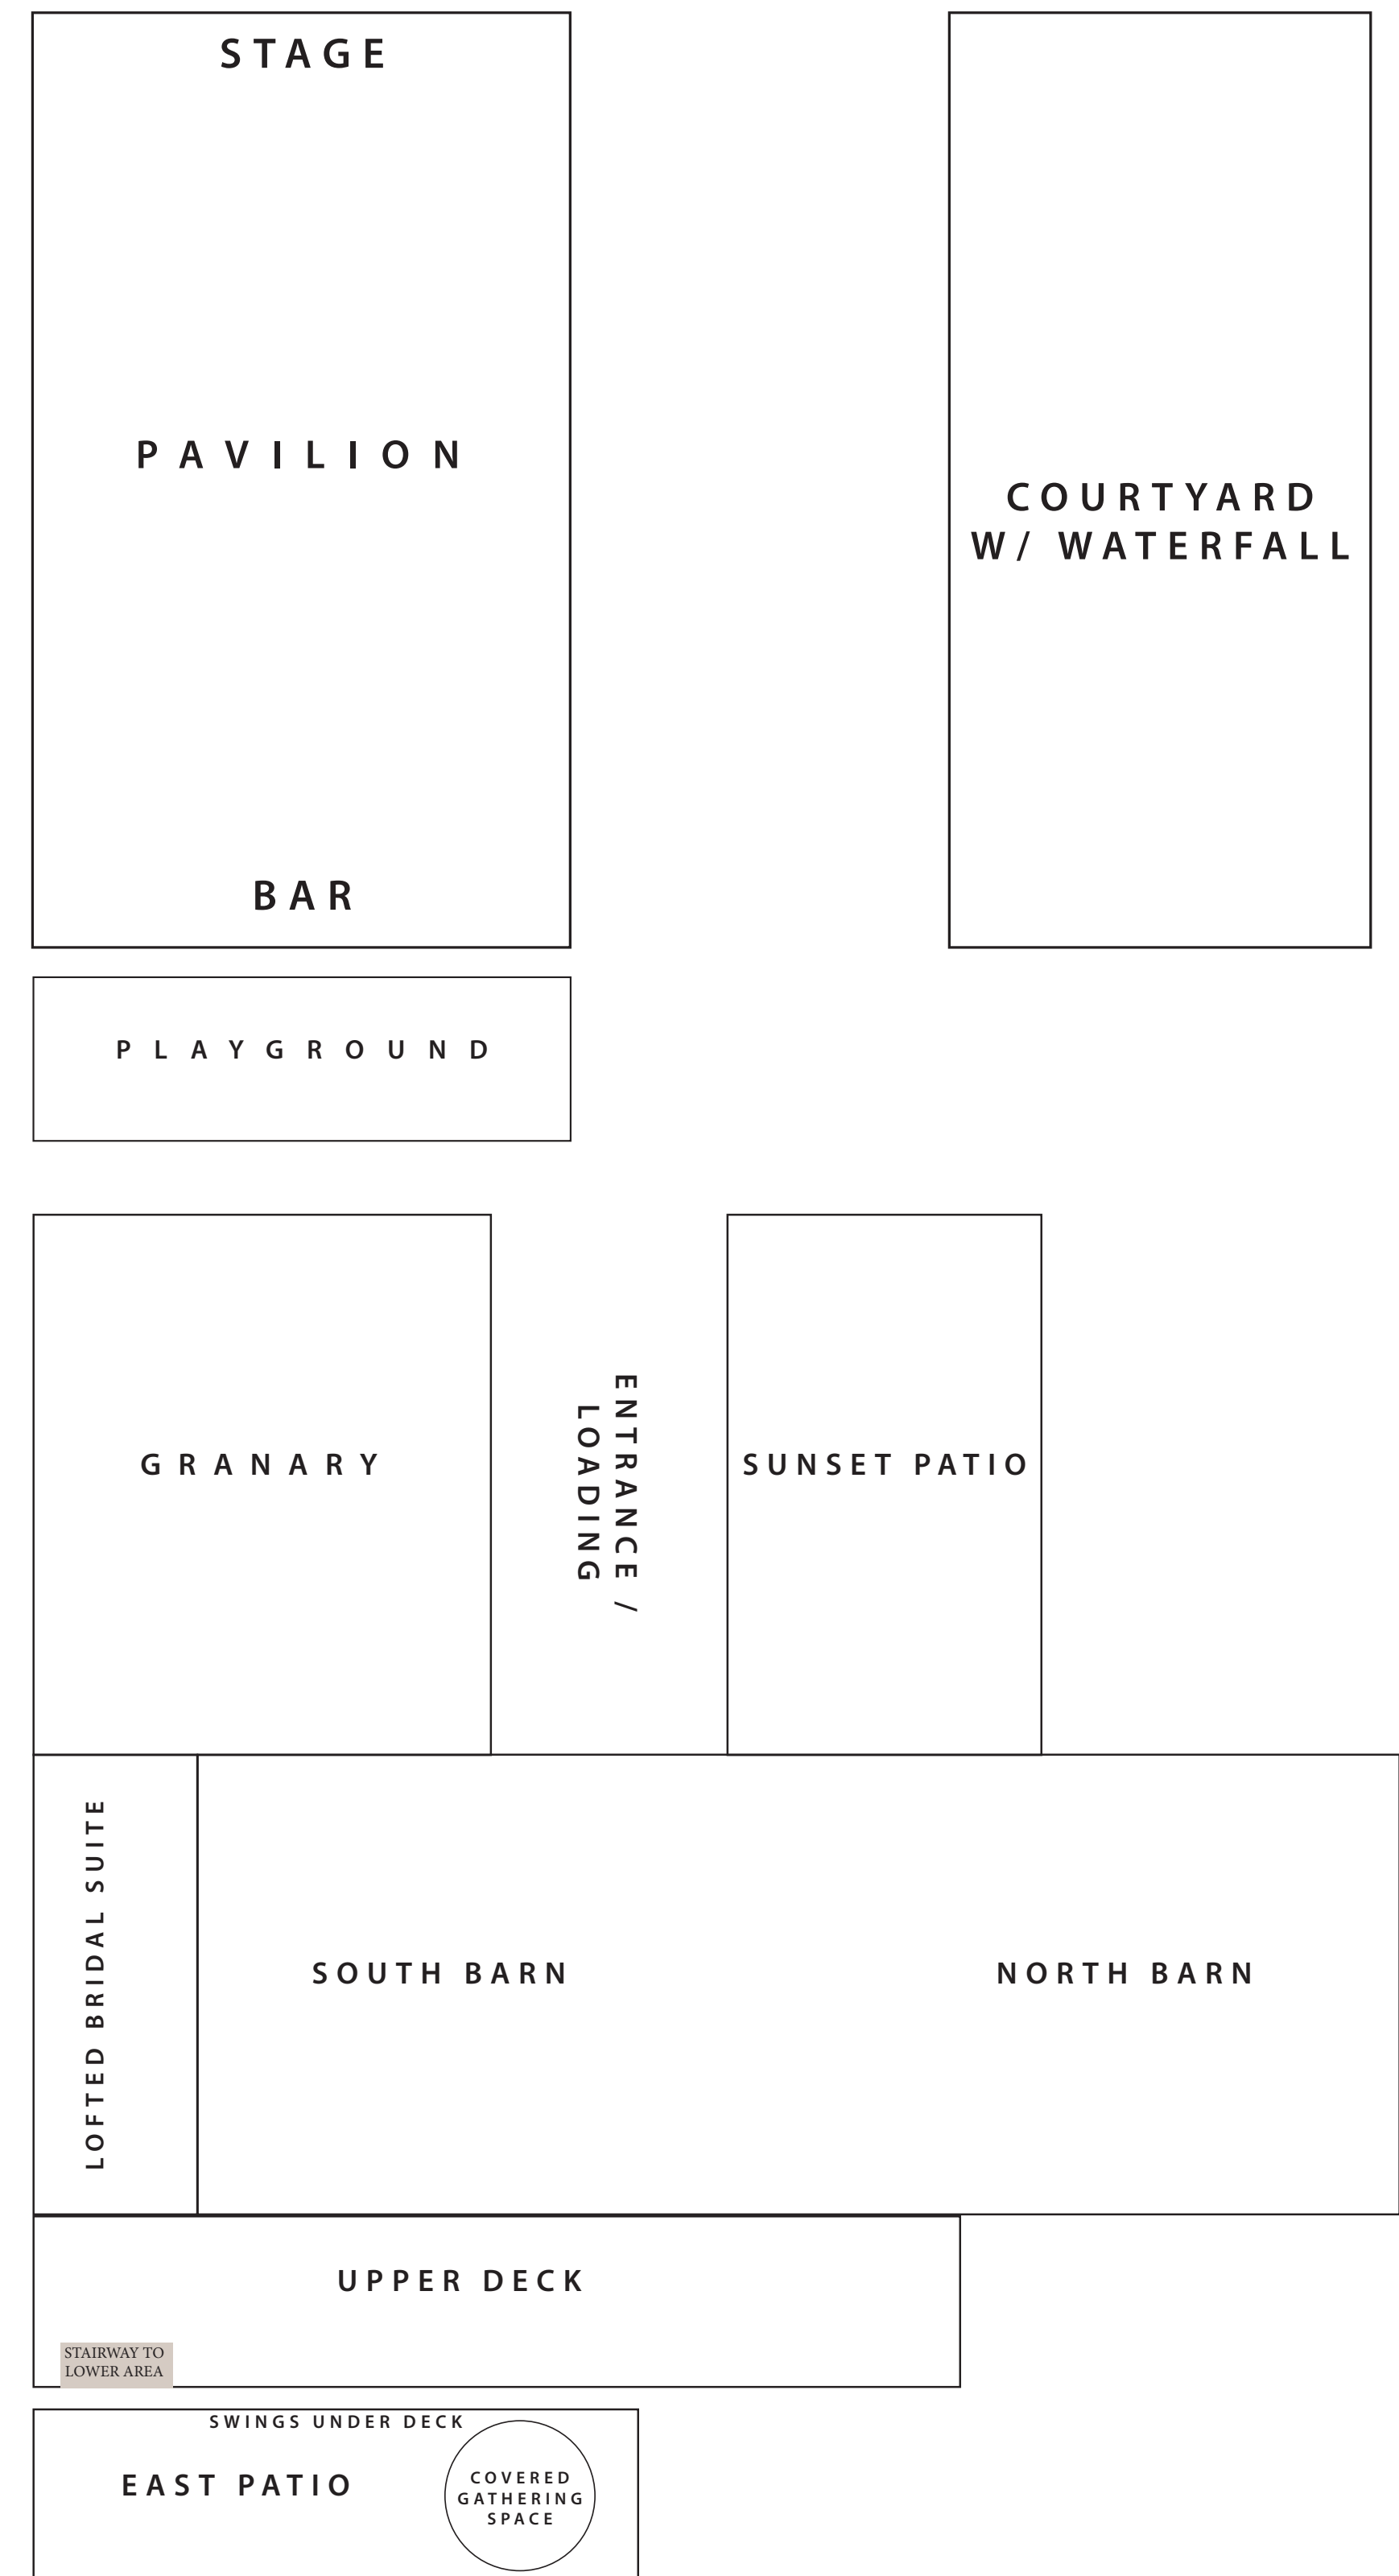 STAGE
PAVILION
COURTYARD
W/ WATERFALL
BAR
PLAYGROUND
GRANARY
ENTRANCE /
LOADING
SUNSET PATIO
LOFTED BRIDAL SUITE
SOUTH BARN
NORTH BARN
UPPER DECK
STAIRWAY TO
LOWER AREA
SWINGS UNDER DECK
EAST PATIO
COVERED
GATHERING
SPACE